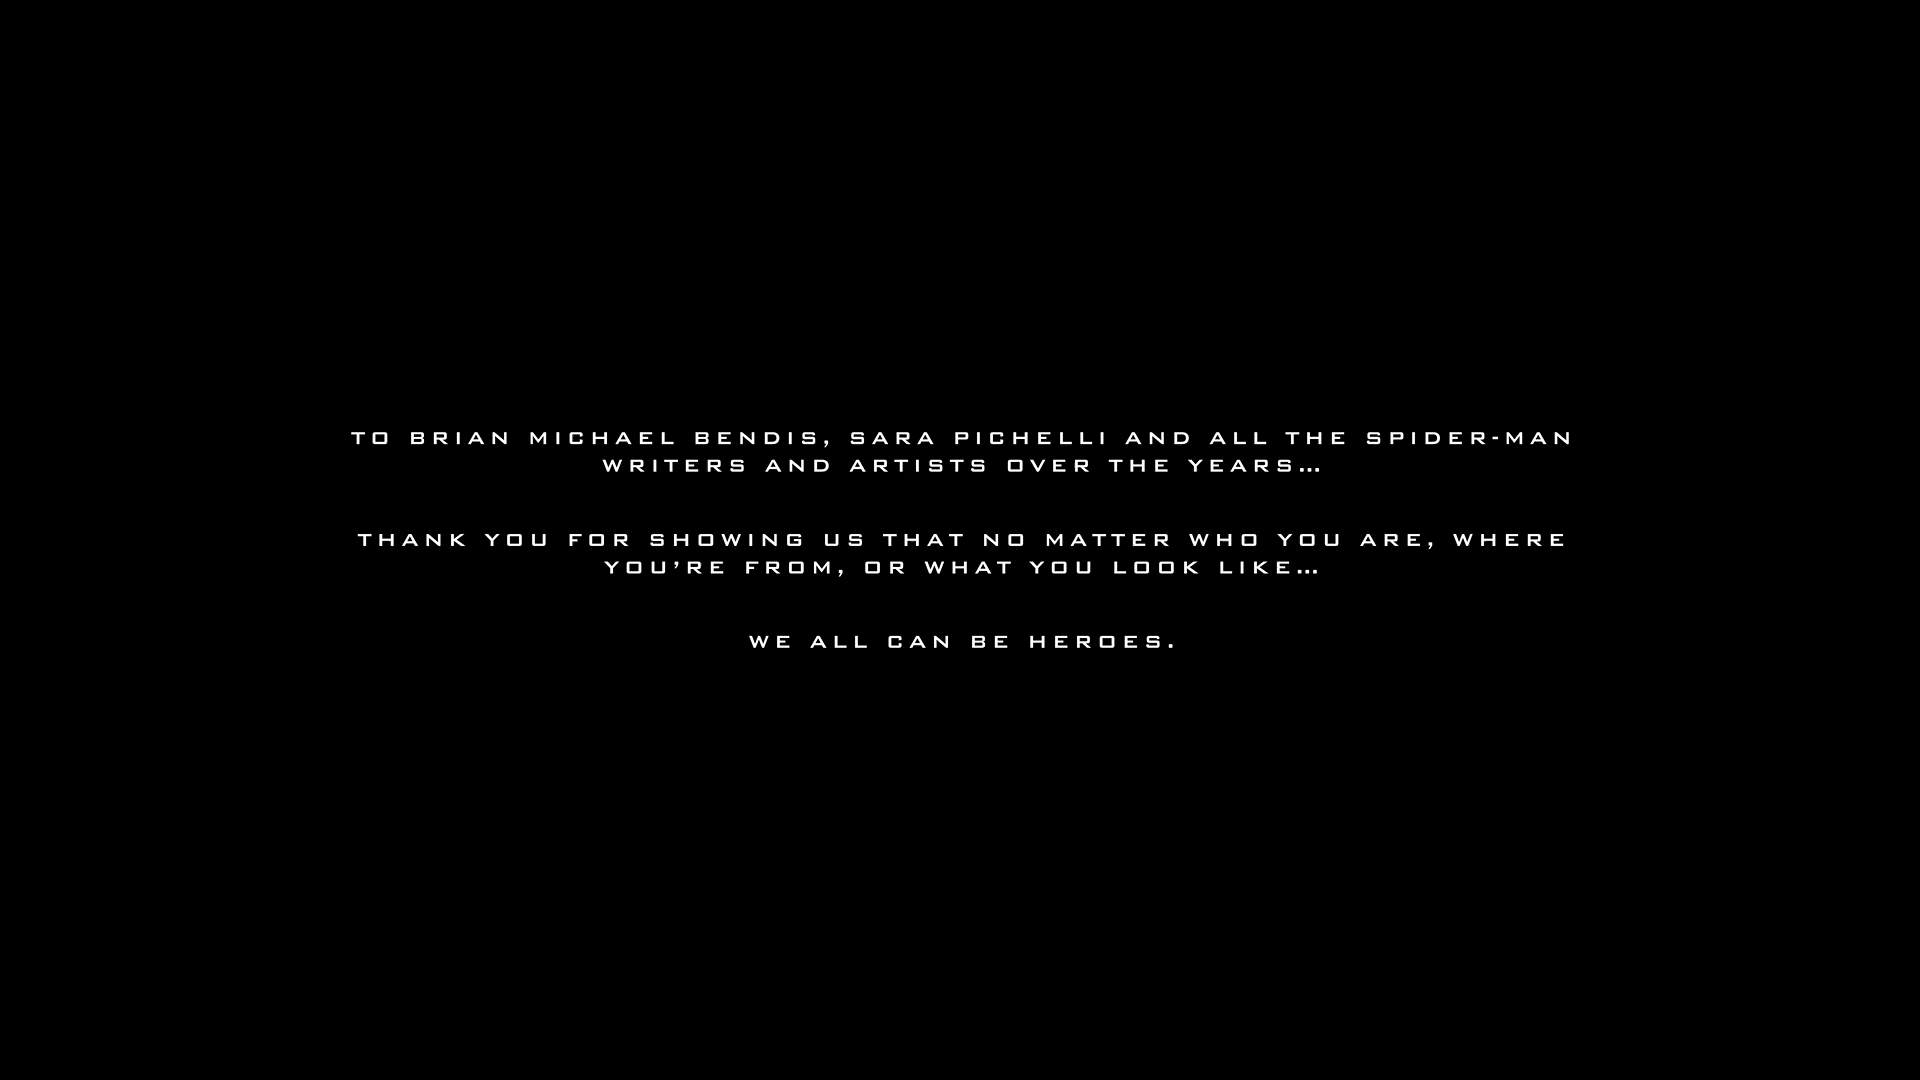 TO BRIAN MICHAEL BENDIS, SARA PICHELLI AND ALL THE SPIDER-MAN
WRITERS AND ARTISTS OVER THE YEARS…
THANK YOU FOR SHOWING US THAT NO MATTER WHO YOU ARE, WHERE
YOU’RE FROM, OR WHAT YOU LOOK LIKE…
WE ALL CAN BE HEROES.